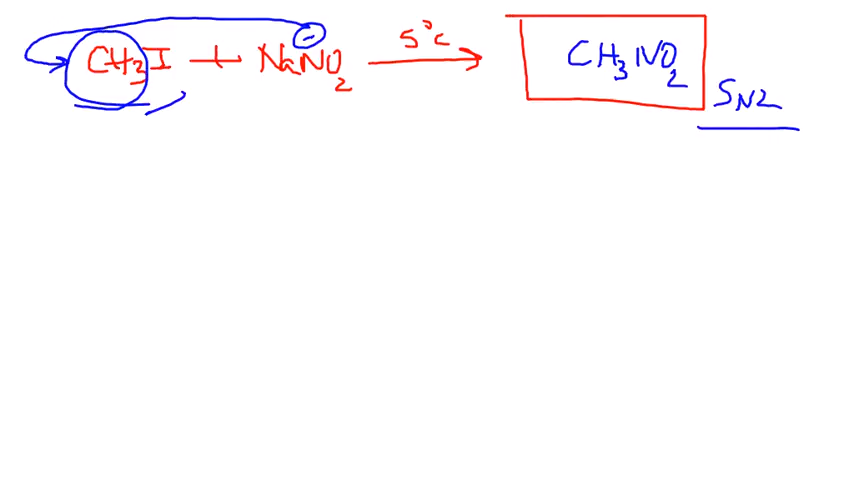 CH₃I + NaNO₂ ⊖ 5°C → CH₃NO₂
SN2